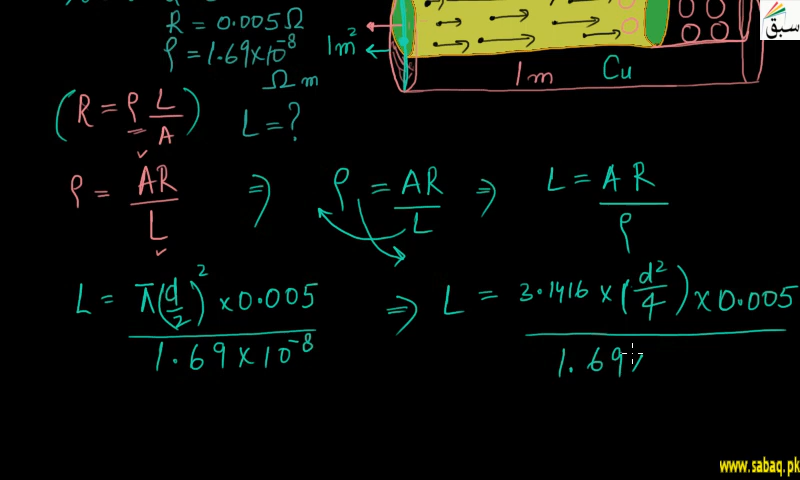 R = 0.005Ω
ρ = 1.69×10⁻⁸
Ωm
1m²
1m Cu
سبق
(R = ρ L/A)
L = ?
ρ = AR/L ⇒ ρ = AR/L ⇒ L = AR/ρ
L = π(d/2)² × 0.005 / 1.69×10⁻⁸ ⇒ L = 3.1416 × (d²/4) × 0.005 / 1.69
www.sabaq.pk